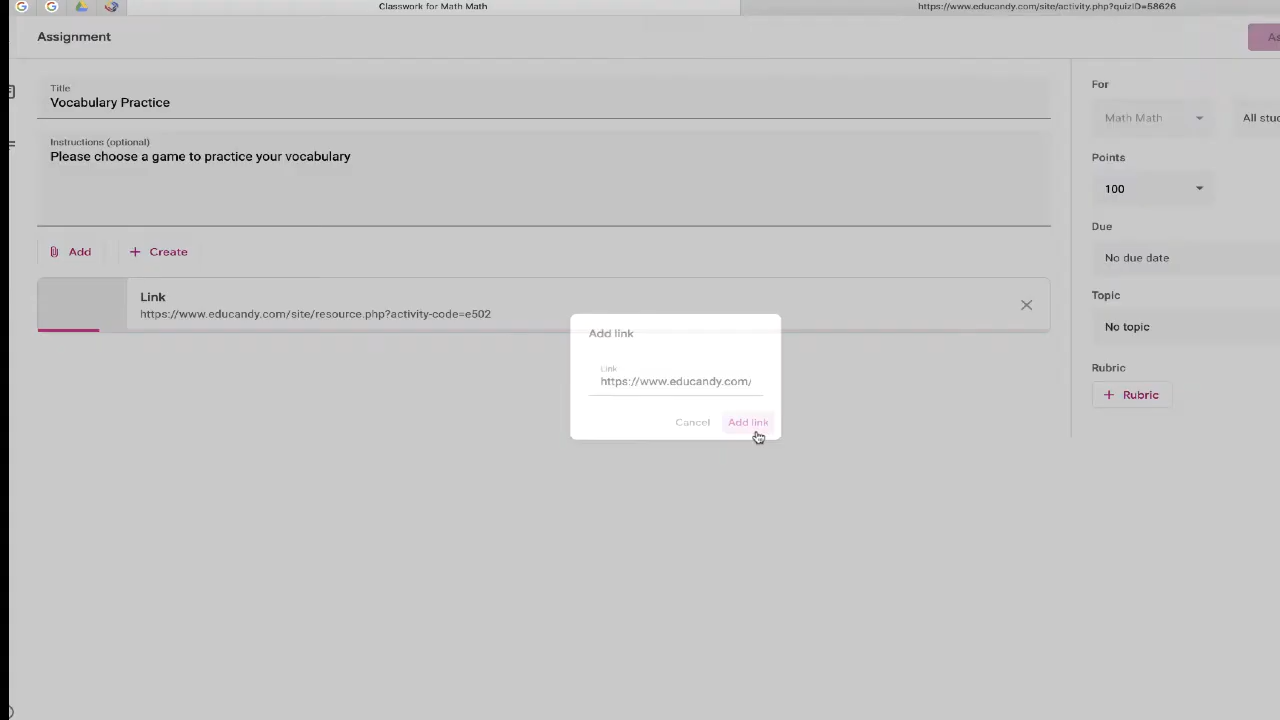 Classwork for Math Math
https://www.educandy.com/site/activity.php?quizID=58626
Assignment
As
Title
Vocabulary Practice
Instructions (optional)
Please choose a game to practice your vocabulary
Add
Create
Link
https://www.educandy.com/site/resource.php?activity-code=e502
Add link
Link
https://www.educandy.com/
Cancel
Add link
For
Math Math
All stu
Points
100
Due
No due date
Topic
No topic
Rubric
+ Rubric